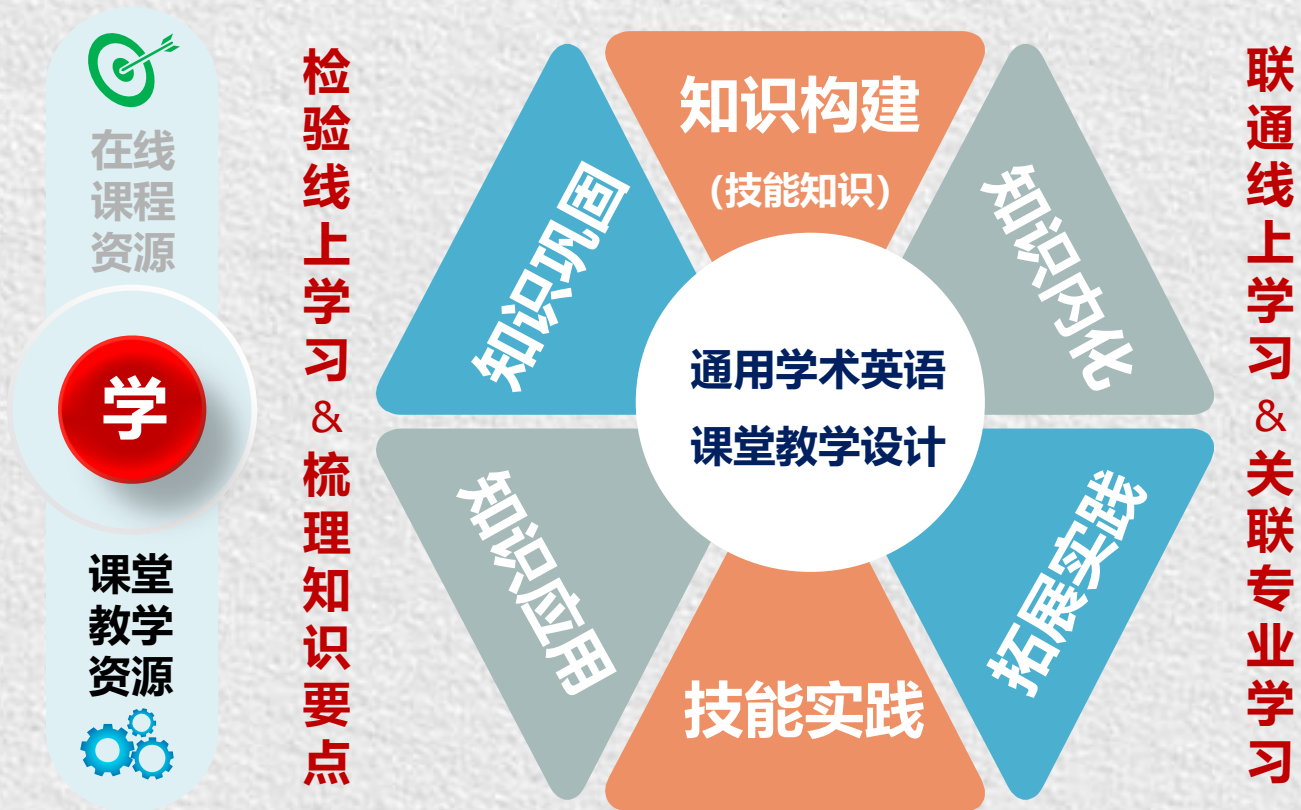 在线
课程
资源
学
课堂
教学
资源
检验线上学习&梳理知识要点
知识构建
(技能知识)
知识内化
拓展实践
技能实践
知识应用
知识巩固
通用学术英语
课堂教学设计
联通线上学习&关联专业学习